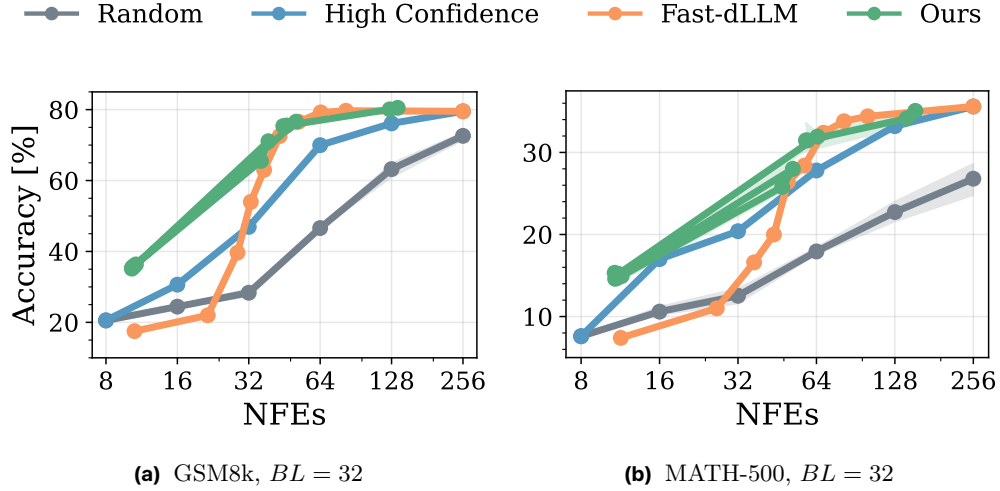 Random High Confidence Fast-dLLM Ours
80
60
40
20
Accuracy [%]
8 16 32 64 128 256
NFEs
(a) GSM8k, BL = 32
30
20
10
8 16 32 64 128 256
NFEs
(b) MATH-500, BL = 32